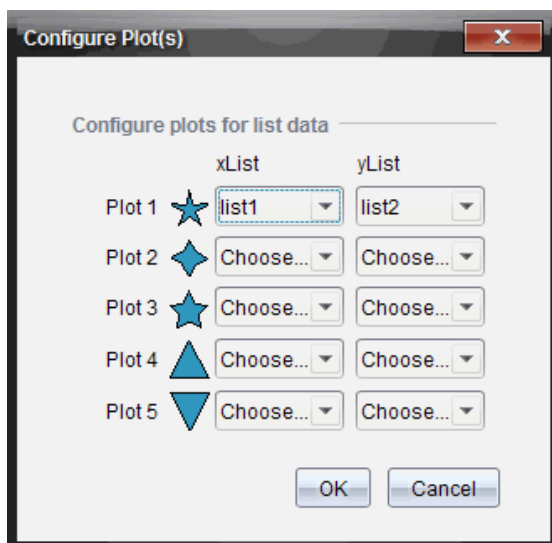 Configure Plot(s)
Configure plots for list data
xList yList
Plot 1 list1 list2
Plot 2 Choose... Choose...
Plot 3 Choose... Choose...
Plot 4 Choose... Choose...
Plot 5 Choose... Choose...
OK Cancel